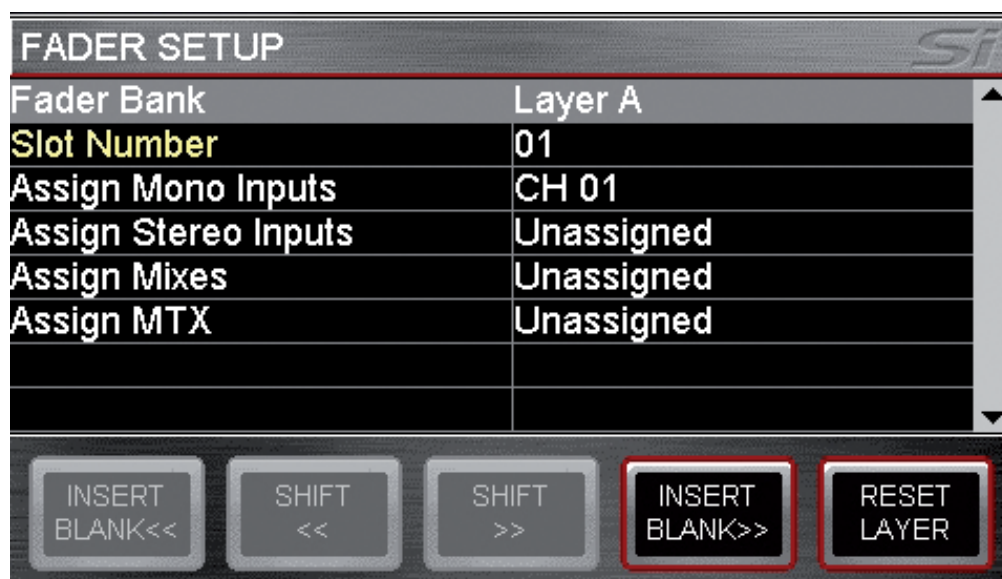 FADER SETUP
Si
Fader Bank Layer A
Slot Number 01
Assign Mono Inputs CH 01
Assign Stereo Inputs Unassigned
Assign Mixes Unassigned
Assign MTX Unassigned
INSERT BLANK<<
SHIFT <<
SHIFT >>
INSERT BLANK>>
RESET LAYER